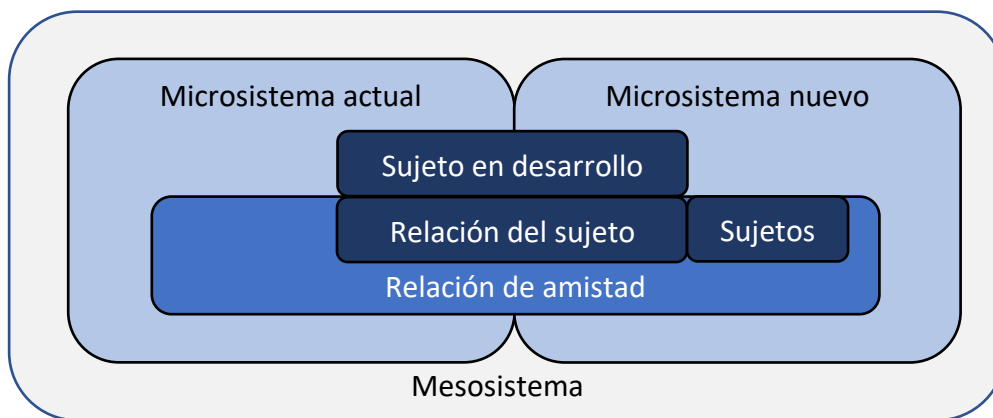 Microsistema actual
Microsistema nuevo
Sujeto en desarrollo
Relación del sujeto
Sujetos
Relación de amistad
Mesosistema